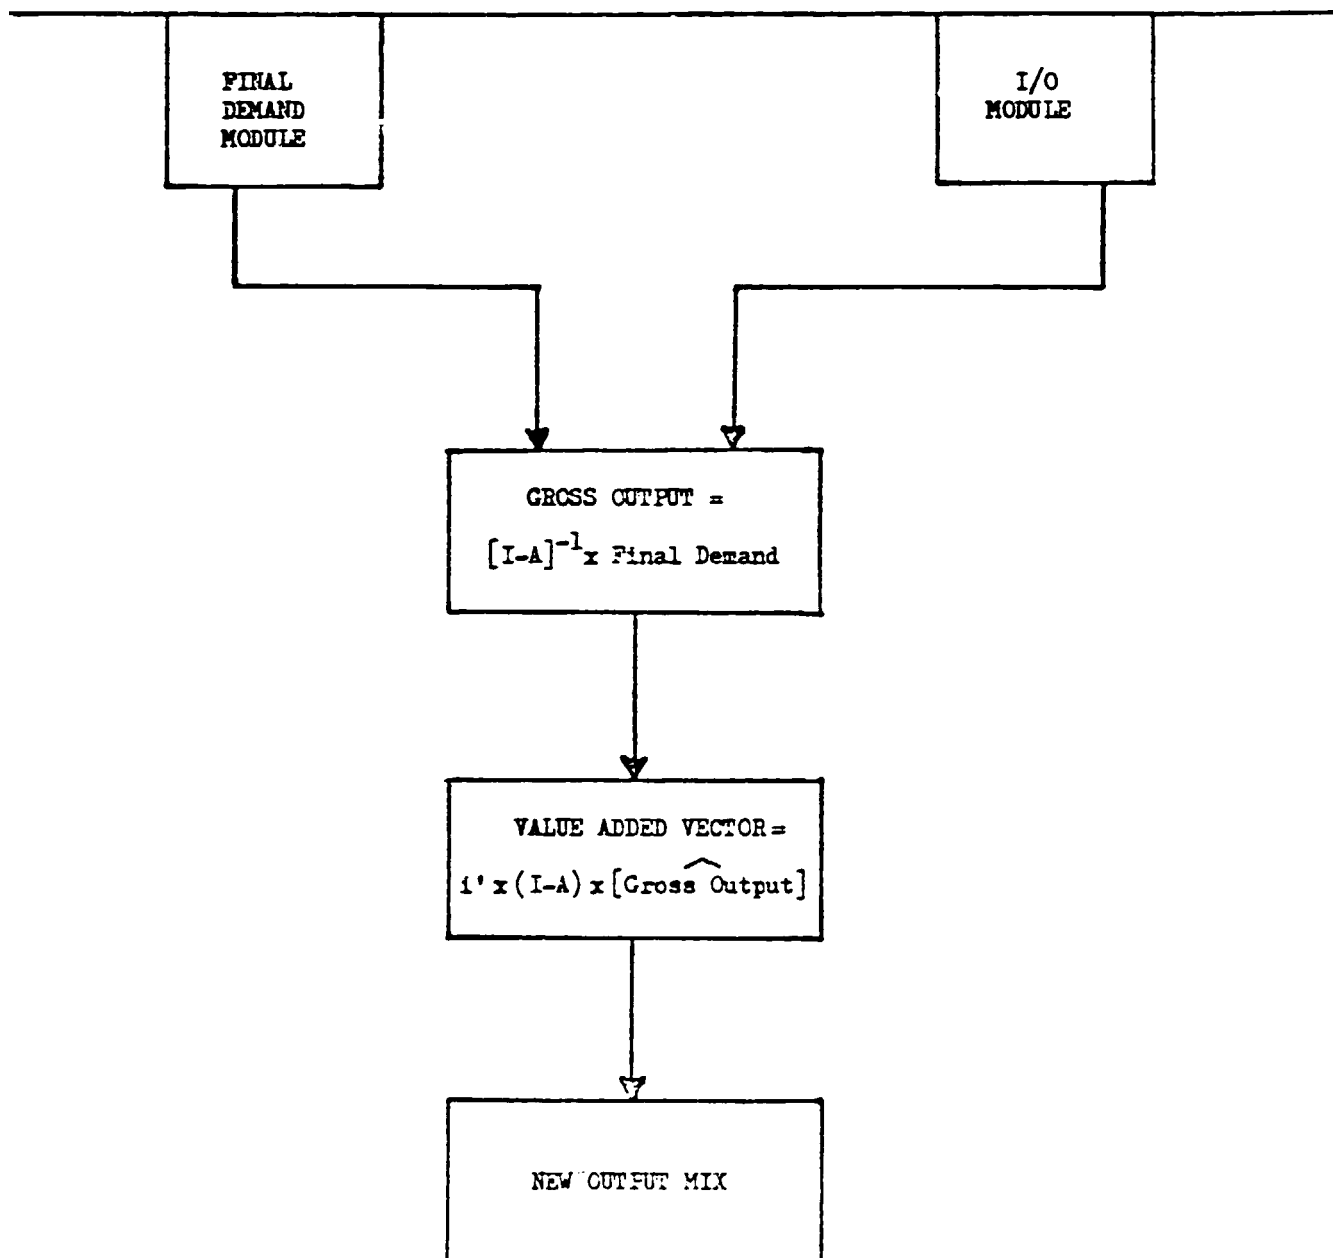 FINAL
DEMAND
MODULE
I/O
MODULE
GROSS OUTPUT =
[I-A]⁻¹ x Final Demand
VALUE ADDED VECTOR =
i' x (I-A) x [Gross Output]
NEW OUTPUT MIX